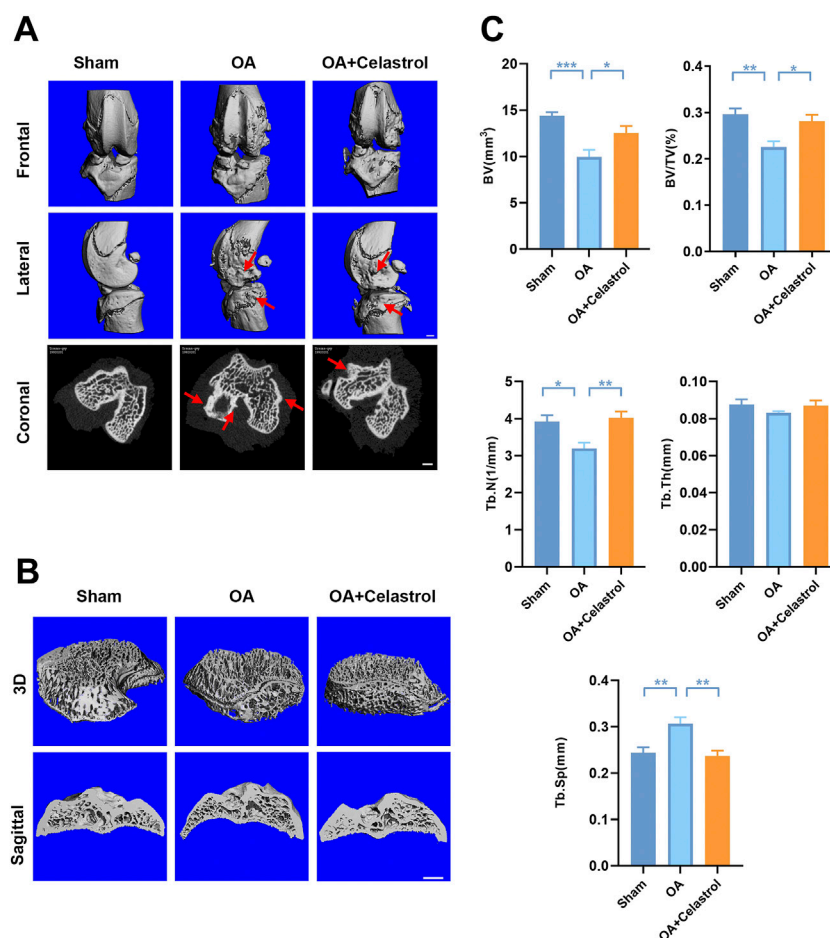 A
Sham
OA
OA+Celastrol
Frontal
Lateral
Coronal
B
Sham
OA
OA+Celastrol
3D
Sagittal
C
BV(mm³)
20
15
10
5
0
***
*
Sham
OA
OA+Celastrol
BV/TV(%)
0.4
0.3
0.2
0.1
0.0
**
*
Sham
OA
OA+Celastrol
Tb.N(1/mm)
5
4
3
2
1
0
*
**
Sham
OA
OA+Celastrol
Tb.Th(mm)
0.10
0.08
0.06
0.04
0.02
0.00
Sham
OA
OA+Celastrol
Tb.Sp(mm)
0.4
0.3
0.2
0.0
**
**
Sham
OA
OA+Celastrol